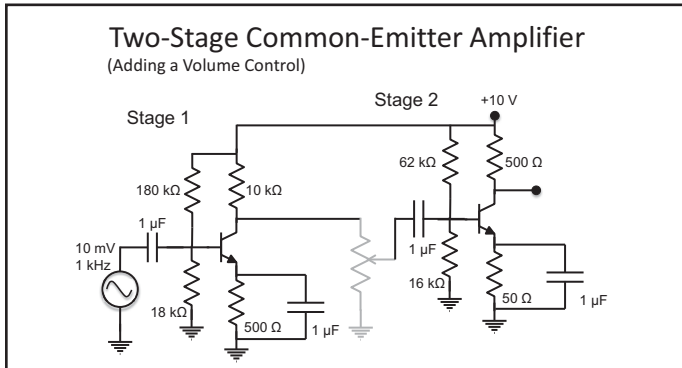 Two-Stage Common-Emitter Amplifier
(Adding a Volume Control)
Stage 1
Stage 2
+10 V
180 kΩ
10 kΩ
62 kΩ
500 Ω
1 µF
10 mV
1 kHz
18 kΩ
500 Ω
1 µF
1 µF
16 kΩ
50 Ω
1 µF